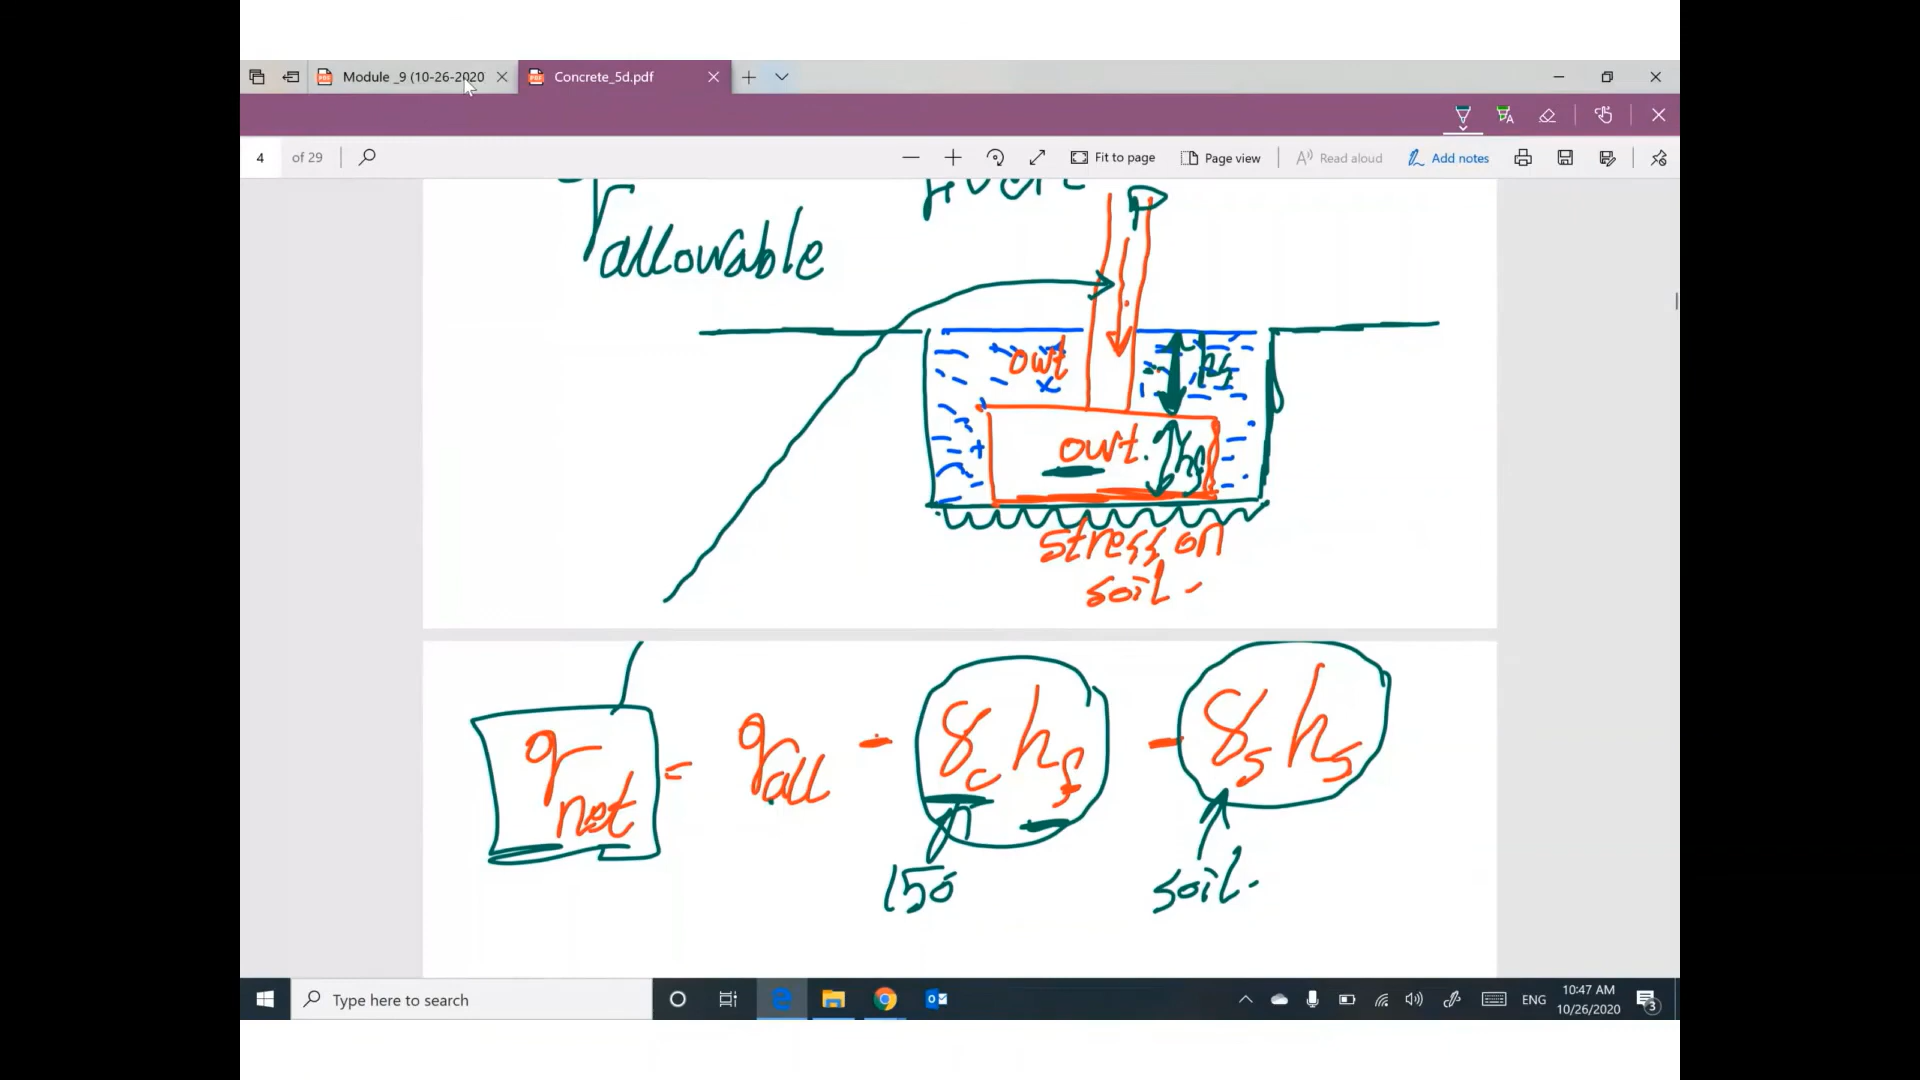 Module _9 (10-26-2020
Concrete_5d.pdf
4 of 29
Fit to page
Page view
Read aloud
Add notes
P
q allowable
owt
hs
owt.
hf
stress on
soil
q net = q all - γc hf - γs hs
150
soil.
Type here to search
ENG
10:47 AM
10/26/2020
3